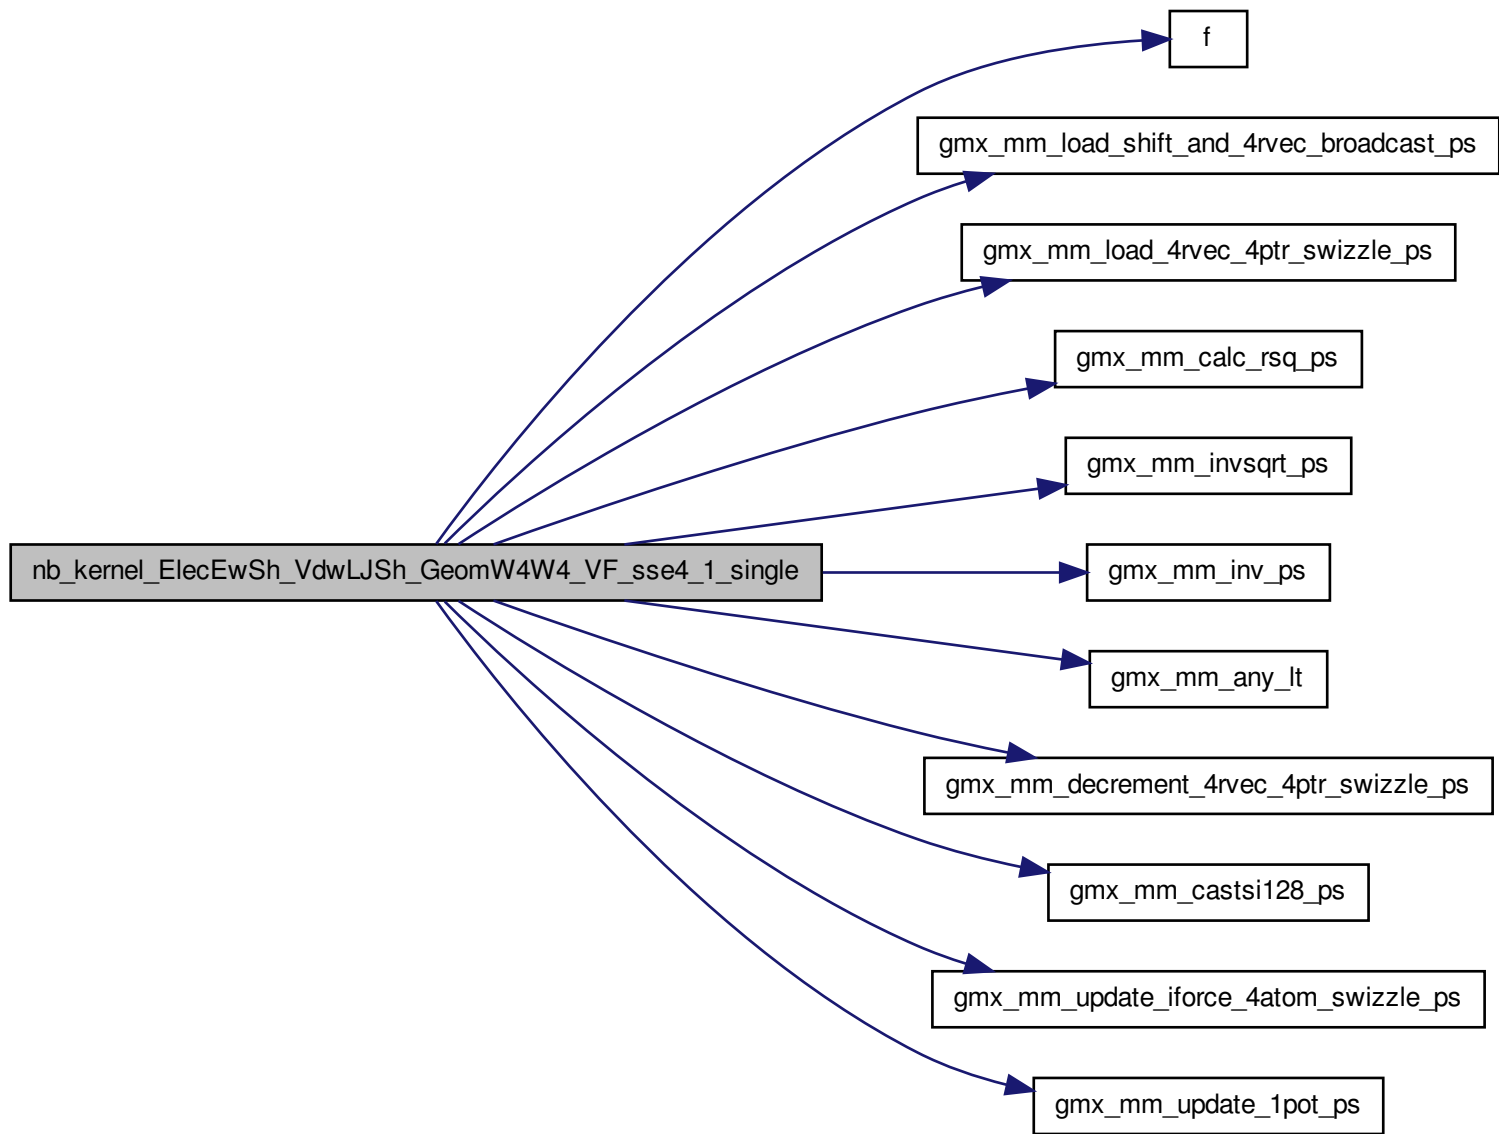 f
gmx_mm_load_shift_and_4rvec_broadcast_ps
gmx_mm_load_4rvec_4ptr_swizzle_ps
gmx_mm_calc_rsq_ps
gmx_mm_invsqrt_ps
nb_kernel_ElecEwSh_VdwLJSh_GeomW4W4_VF_sse4_1_single
gmx_mm_inv_ps
gmx_mm_any_lt
gmx_mm_decrement_4rvec_4ptr_swizzle_ps
gmx_mm_castsi128_ps
gmx_mm_update_iforce_4atom_swizzle_ps
gmx_mm_update_1pot_ps